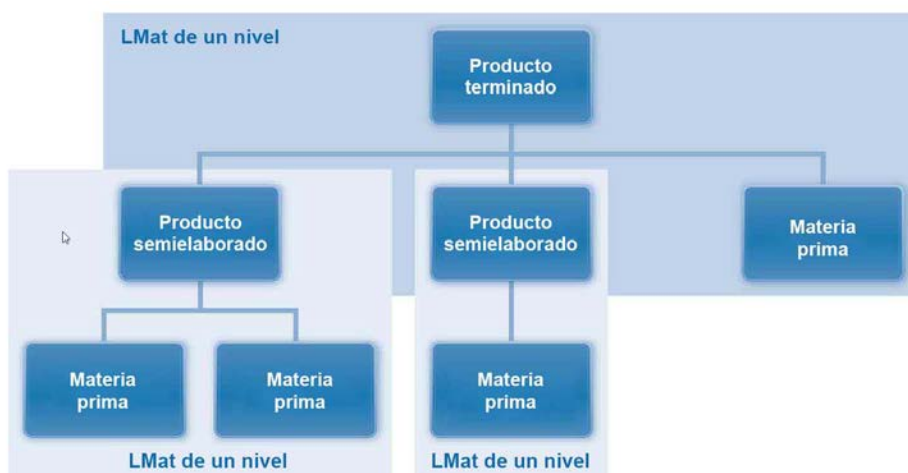 LMat de un nivel
Producto
terminado
Producto
semielaborado
Producto
semielaborado
Materia
prima
Materia
prima
Materia
prima
Materia
prima
LMat de un nivel
LMat de un nivel